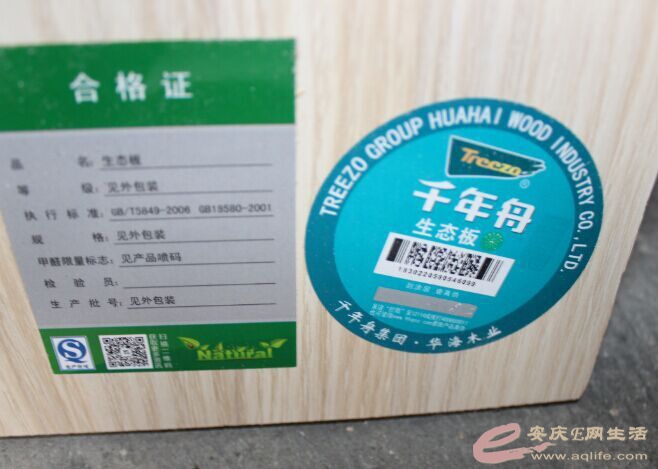 合格证
品 名：生态板
等 级：见外包装
执行标准：GB/T5849-2006 GB18580-2001
规 格：见外包装
甲醛限量标志：见产品喷码
检 验 员：
生产批号：见外包装
Natural
TREEZO GROUP HUAHAI WOOD INDUSTRY CO.,LTD.
Treezo
®
千年舟
生态板
千年舟集团·华海木业
安庆E网生活
www.aqlife.com